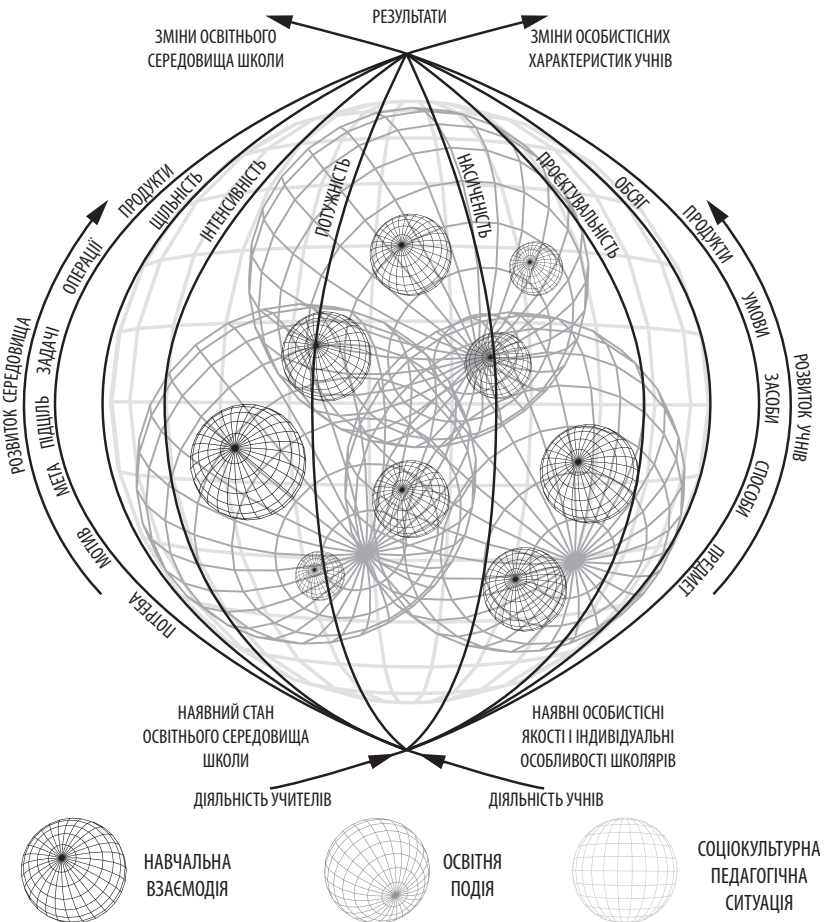 РЕЗУЛЬТАТИ
ЗМІНИ ОСВІТНЬОГО
СЕРЕДОВИЩА ШКОЛИ
ЗМІНИ ОСОБИСТІСНИХ
ХАРАКТЕРИСТИК УЧНІВ
РОЗВИТОК СЕРЕДОВИЩА
ПОТРЕБА
МОТИВ
МЕТА
ПІДЦІЛЬ
ЗАДАЧІ
ОПЕРАЦІЇ
ПРОДУКТИ
ЩІЛЬНІСТЬ
ІНТЕНСИВНІСТЬ
ПОТУЖНІСТЬ
НАСИЧЕНІСТЬ
ПРОЄКТУВАЛЬНІСТЬ
ОБСЯГ
ПРОДУКТИ
УМОВИ
ЗАСОБИ
СПОСОБИ
ПРЕДМЕТ
РОЗВИТОК УЧНІВ
НАЯВНИЙ СТАН
ОСВІТНЬОГО СЕРЕДОВИЩА
ШКОЛИ
НАЯВНІ ОСОБИСТІСНІ
ЯКОСТІ І ІНДИВІДУАЛЬНІ
ОСОБЛИВОСТІ ШКОЛЯРІВ
ДІЯЛЬНІСТЬ УЧИТЕЛІВ
ДІЯЛЬНІСТЬ УЧНІВ
НАВЧАЛЬНА
ВЗАЄМОДІЯ
ОСВІТНЯ
ПОДІЯ
СОЦІОКУЛЬТУРНА
ПЕДАГОГІЧНА
СИТУАЦІЯ